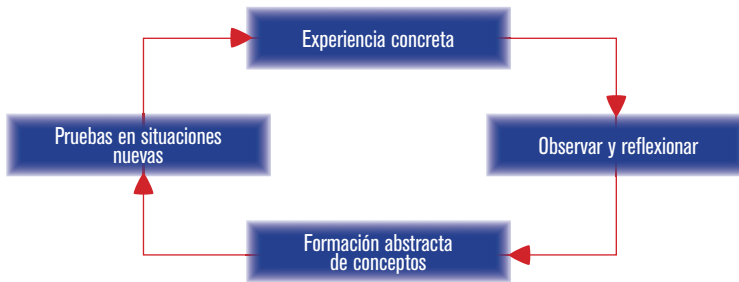 Experiencia concreta
Pruebas en situaciones
nuevas
Observar y reflexionar
Formación abstracta
de conceptos